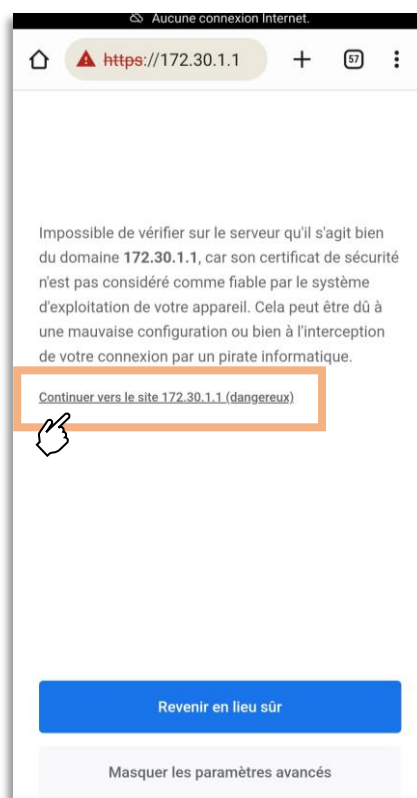 Aucune connexion Internet.
https://172.30.1.1
57
Impossible de vérifier sur le serveur qu'il s'agit bien
du domaine 172.30.1.1, car son certificat de sécurité
n'est pas considéré comme fiable par le système
d'exploitation de votre appareil. Cela peut être dû à
une mauvaise configuration ou bien à l'interception
de votre connexion par un pirate informatique.
Continuer vers le site 172.30.1.1 (dangereux)
Revenir en lieu sûr
Masquer les paramètres avancés